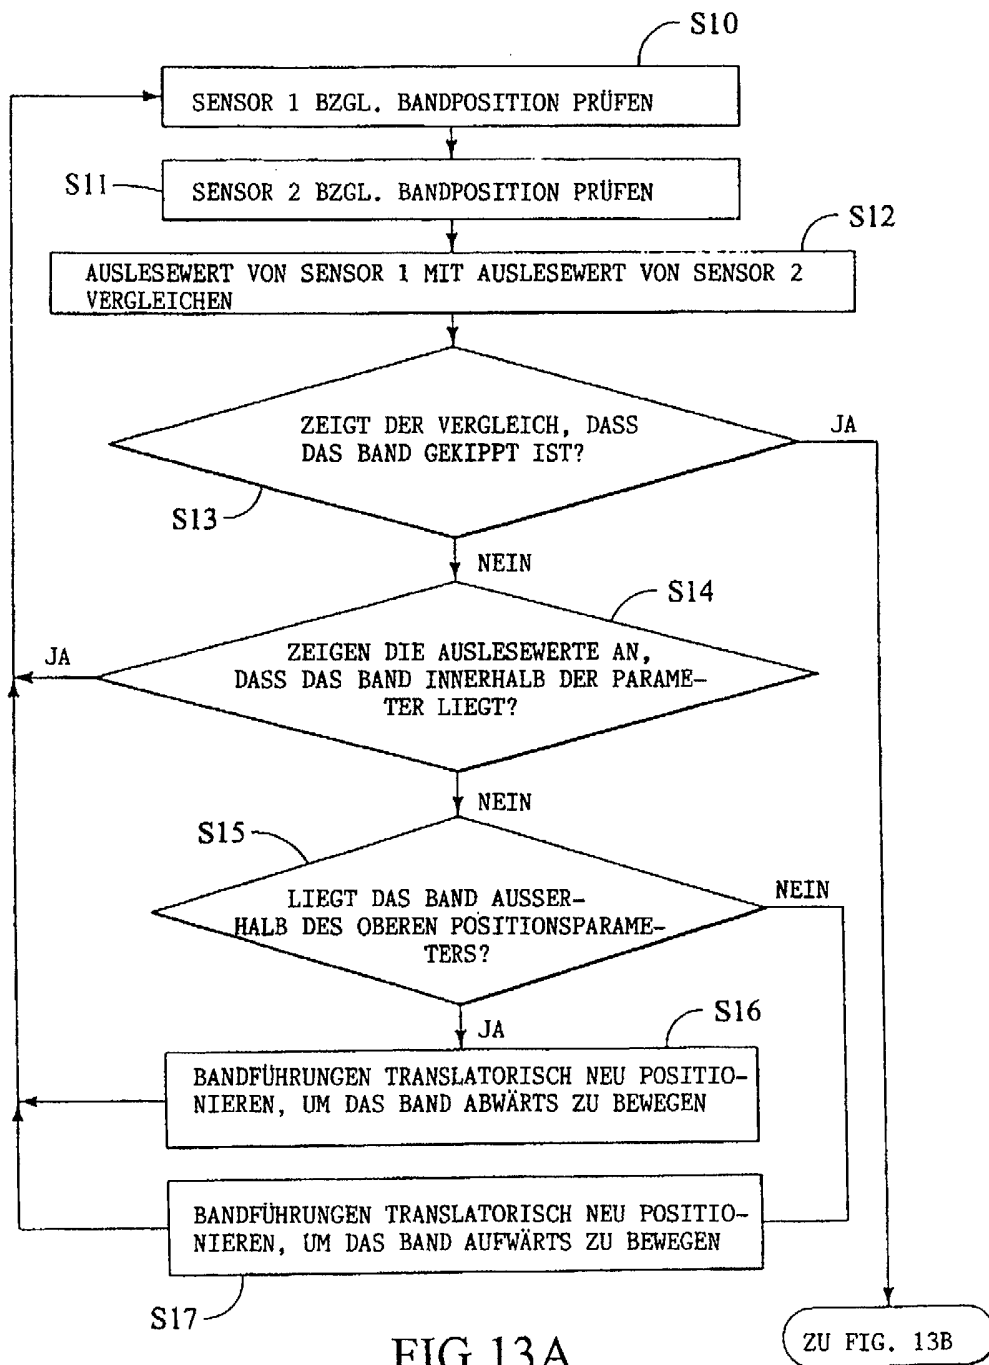 S10
SENSOR 1 BZGL. BANDPOSITION PRÜFEN
S11
SENSOR 2 BZGL. BANDPOSITION PRÜFEN
S12
AUSLESEWERT VON SENSOR 1 MIT AUSLESEWERT VON SENSOR 2
VERGLEICHEN
ZEIGT DER VERGLEICH, DASS
DAS BAND GEKIPPT IST?
JA
S13
NEIN
S14
ZEIGEN DIE AUSLESEWERTE AN,
DASS DAS BAND INNERHALB DER PARAME-
TER LIEGT?
JA
NEIN
S15
LIEGT DAS BAND AUSSER-
HALB DES OBEREN POSITIONSPARAME-
TERS?
NEIN
JA
S16
BANDFÜHRUNGEN TRANSLATORISCH NEU POSITIO-
NIEREN, UM DAS BAND ABWÄRTS ZU BEWEGEN
BANDFÜHRUNGEN TRANSLATORISCH NEU POSITIO-
NIEREN, UM DAS BAND AUFWÄRTS ZU BEWEGEN
S17
FIG.13A
ZU FIG. 13B